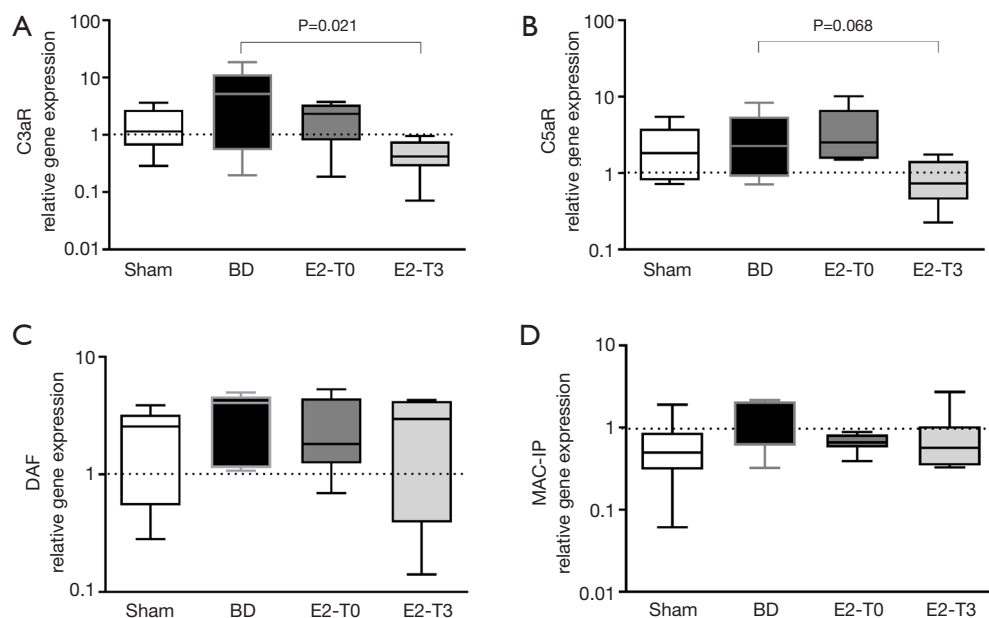 A
C3aR
relative gene expression
100
10
1
0.1
0.01
P=0.021
Sham
BD
E2-T0
E2-T3
B
C5aR
relative gene expression
100
10
1
0.1
P=0.068
Sham
BD
E2-T0
E2-T3
C
DAF
relative gene expression
10
1
0.1
Sham
BD
E2-T0
E2-T3
D
MAC-IP
relative gene expression
10
1
0.1
0.01
Sham
BD
E2-T0
E2-T3